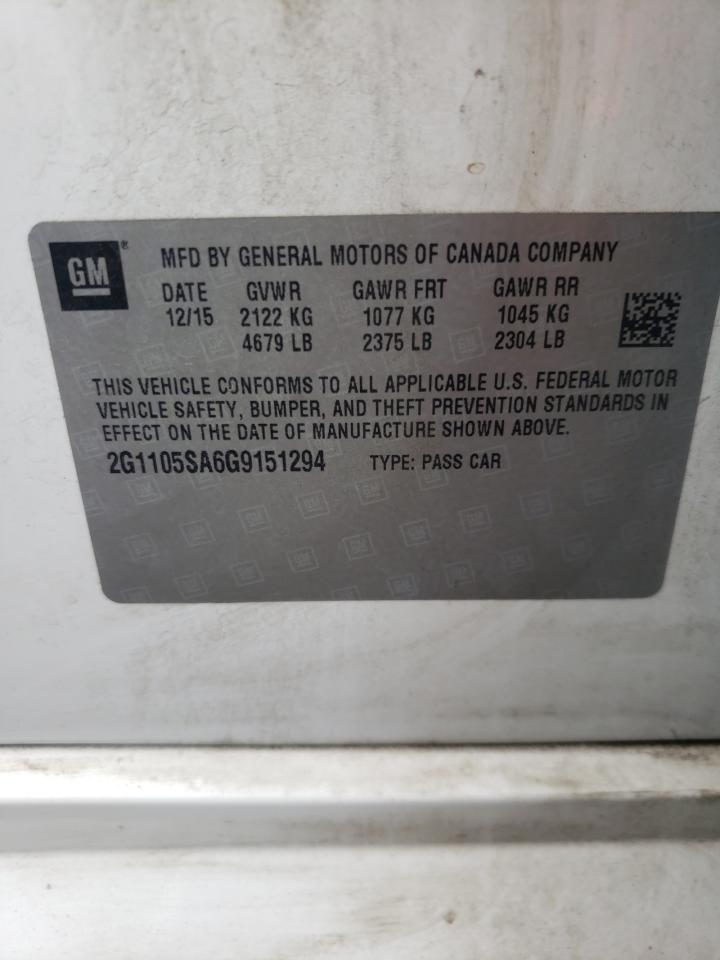 GM ® MFD BY GENERAL MOTORS OF CANADA COMPANY
DATE GVWR GAWR FRT GAWR RR
12/15 2122 KG 1077 KG 1045 KG
4679 LB 2375 LB 2304 LB
THIS VEHICLE CONFORMS TO ALL APPLICABLE U.S. FEDERAL MOTOR
VEHICLE SAFETY, BUMPER, AND THEFT PREVENTION STANDARDS IN
EFFECT ON THE DATE OF MANUFACTURE SHOWN ABOVE.
2G1105SA6G9151294 TYPE: PASS CAR